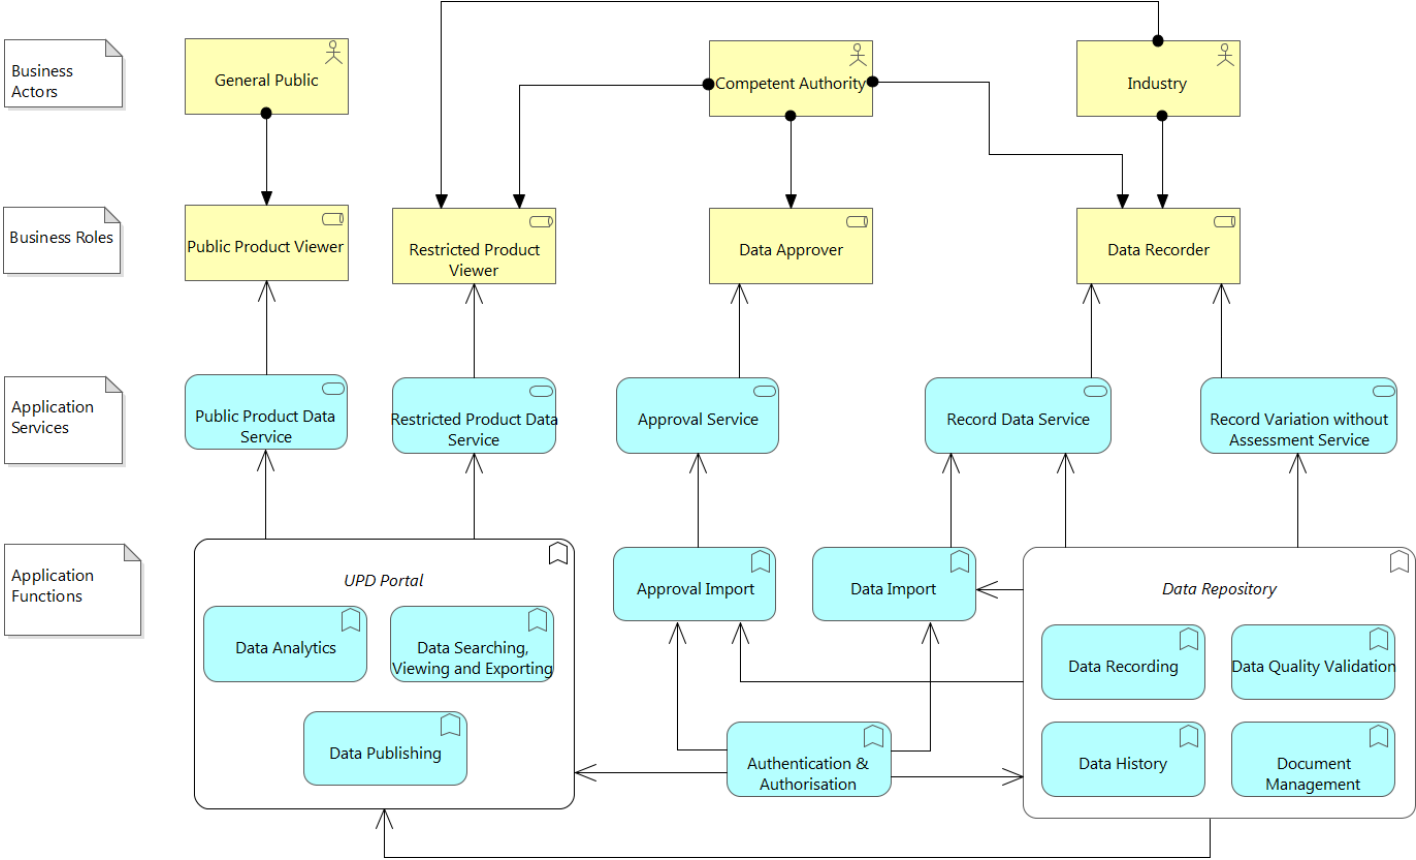 Business
Actors
General Public
Competent Authority
Industry
Business Roles
Public Product Viewer
Restricted Product
Viewer
Data Approver
Data Recorder
Application
Services
Public Product Data
Service
Restricted Product Data
Service
Approval Service
Record Data Service
Record Variation without
Assessment Service
Application
Functions
UPD Portal
Data Analytics
Data Searching,
Viewing and Exporting
Data Publishing
Approval Import
Data Import
Authentication &
Authorisation
Data Repository
Data Recording
Data Quality Validation
Data History
Document
Management